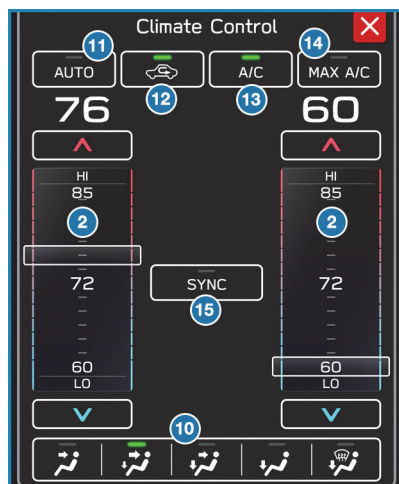 Climate Control
11
14
AUTO
A/C
MAX A/C
12
13
76
60
HI
85
2
72
60
LO
HI
85
2
72
60
LO
SYNC
15
10